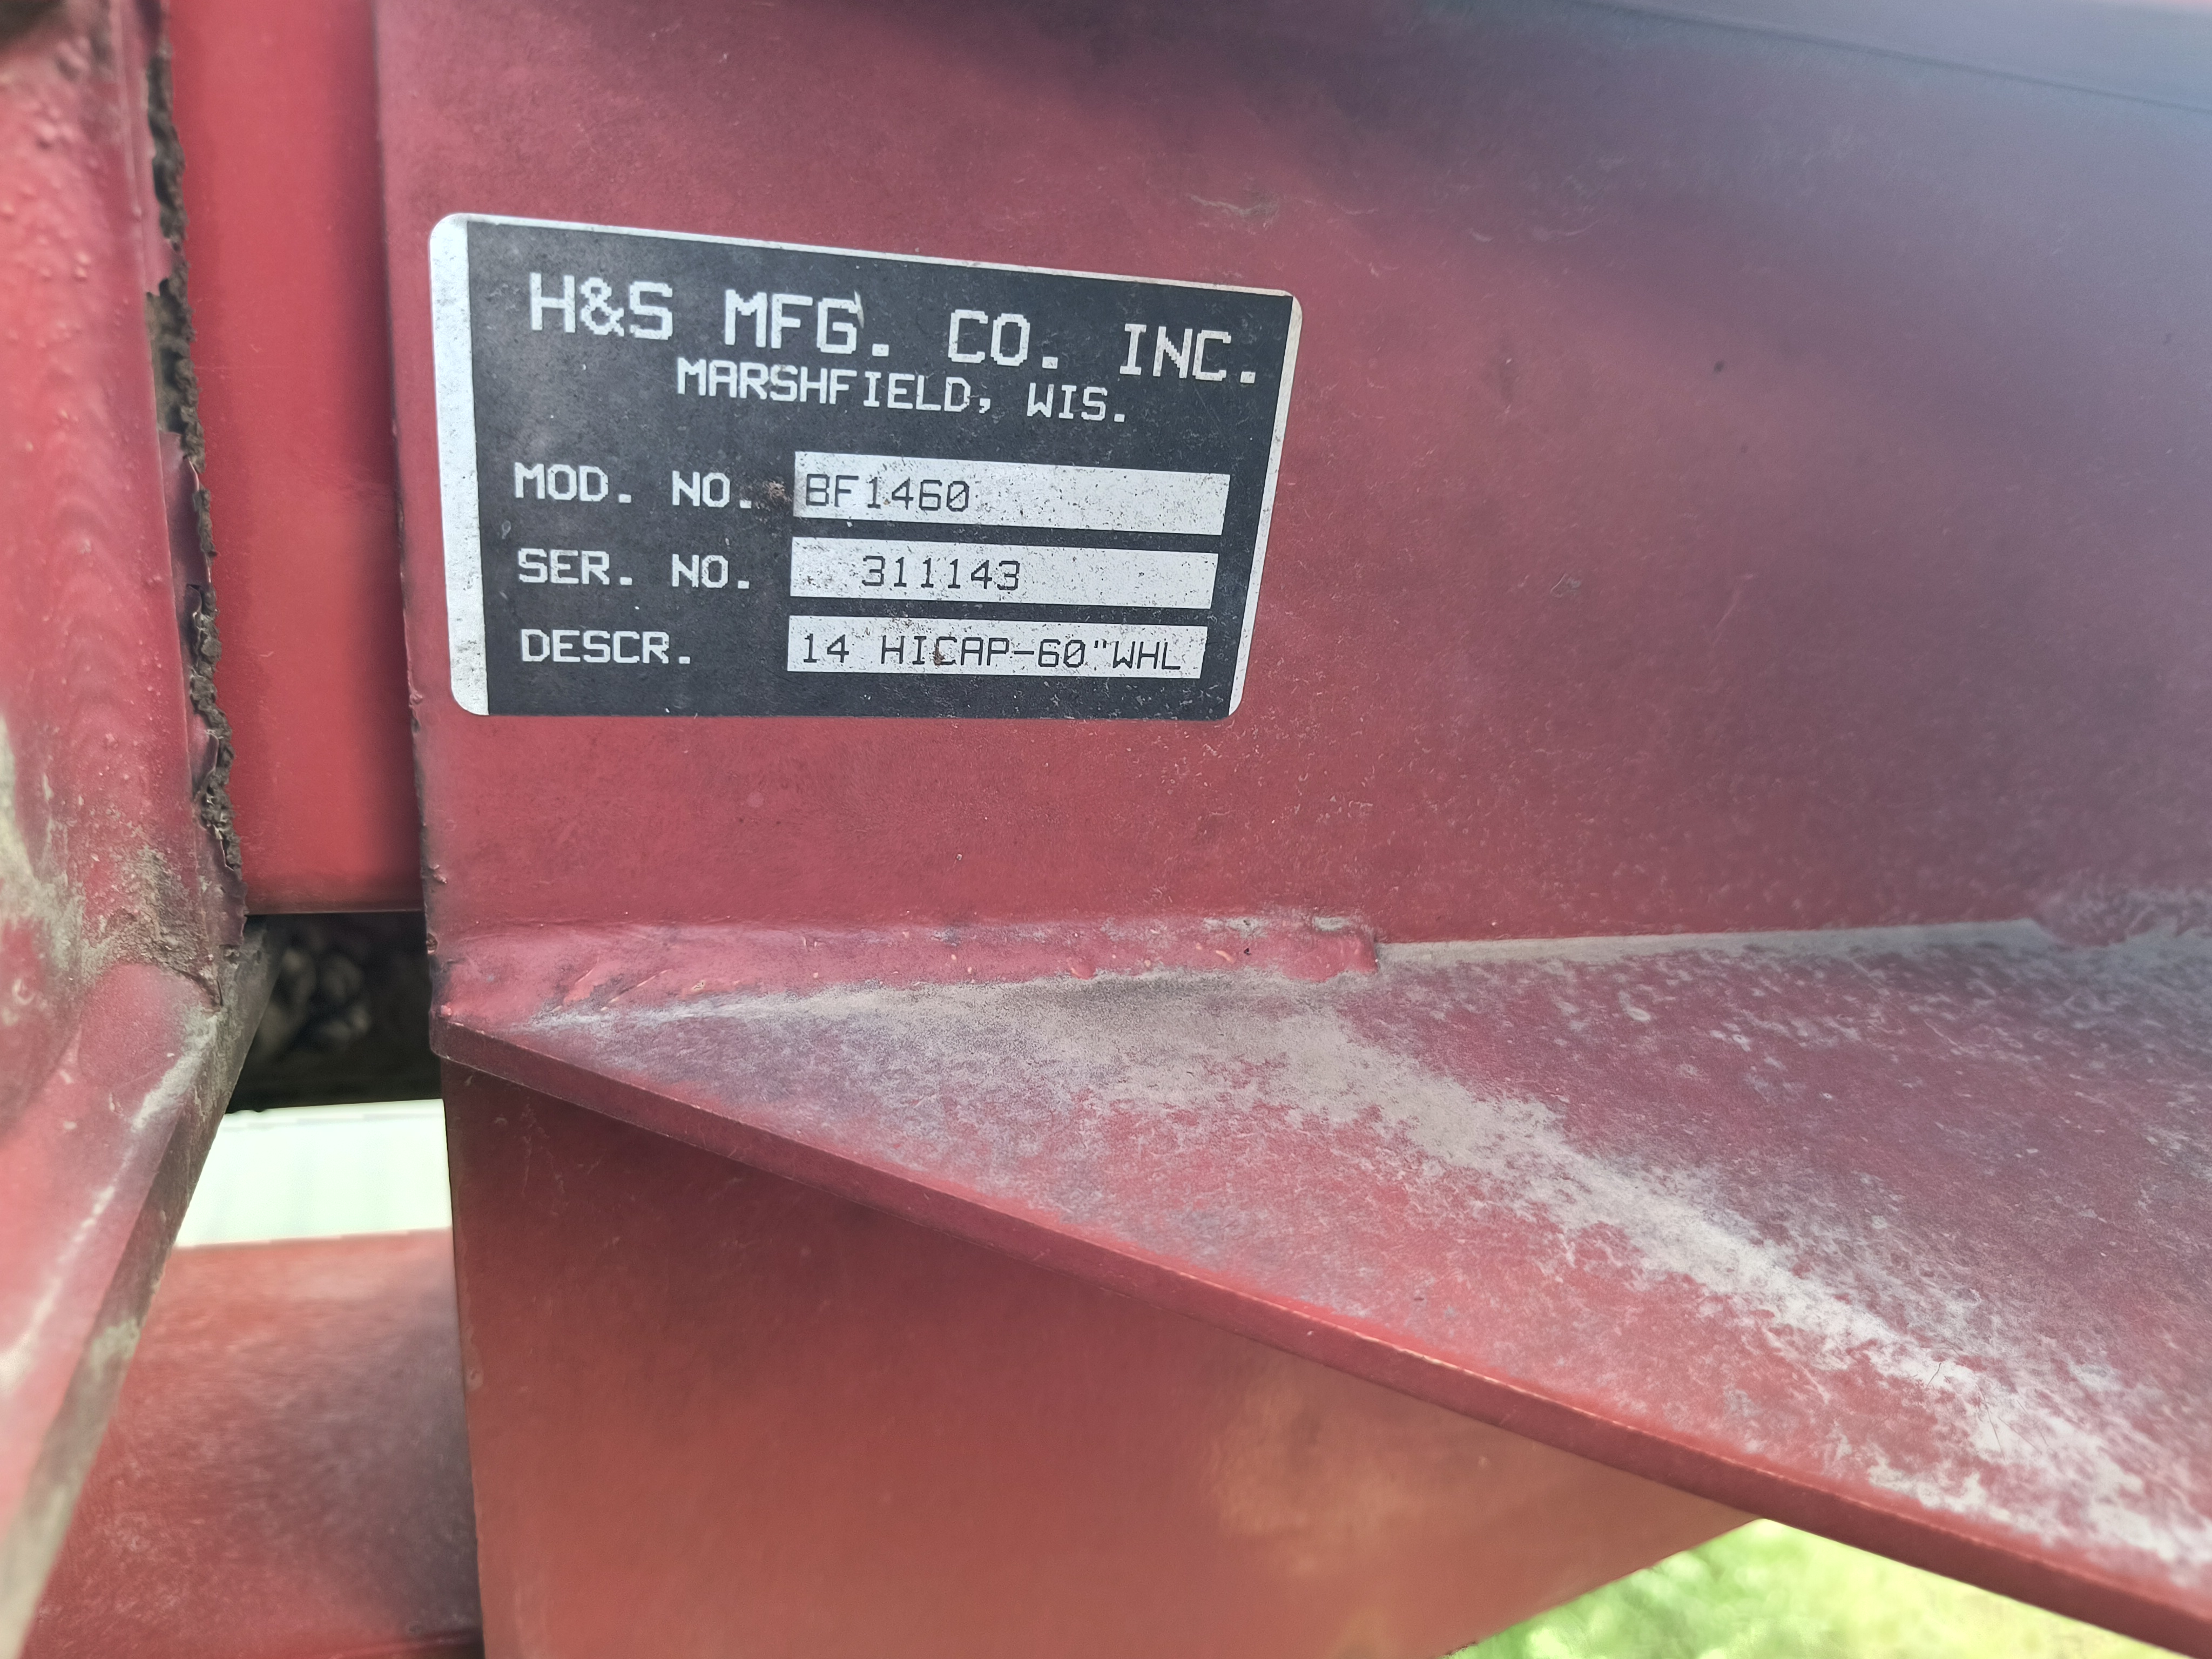 H&S MFG. CO. INC.
MARSHFIELD, WIS.
MOD. NO. BF1460
SER. NO. 311143
DESCR. 14 HICAP-60"WHL